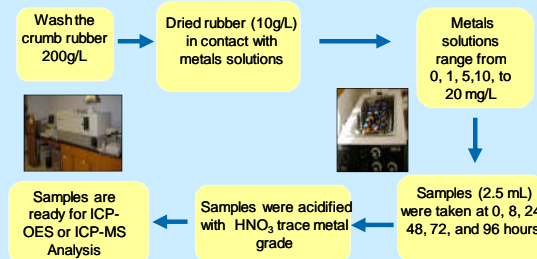 Wash the
crumb rubber
200g/L
Dried rubber (10g/L)
in contact with
metals solutions
Metals
solutions
range from
0, 1, 5,10, to
20 mg/L
Samples (2.5 mL)
were taken at 0, 8, 24
48, 72, and 96 hours
Samples were acidified
with HNO₃ trace metal
grade
Samples are
ready for ICP-
OES or ICP-MS
Analysis